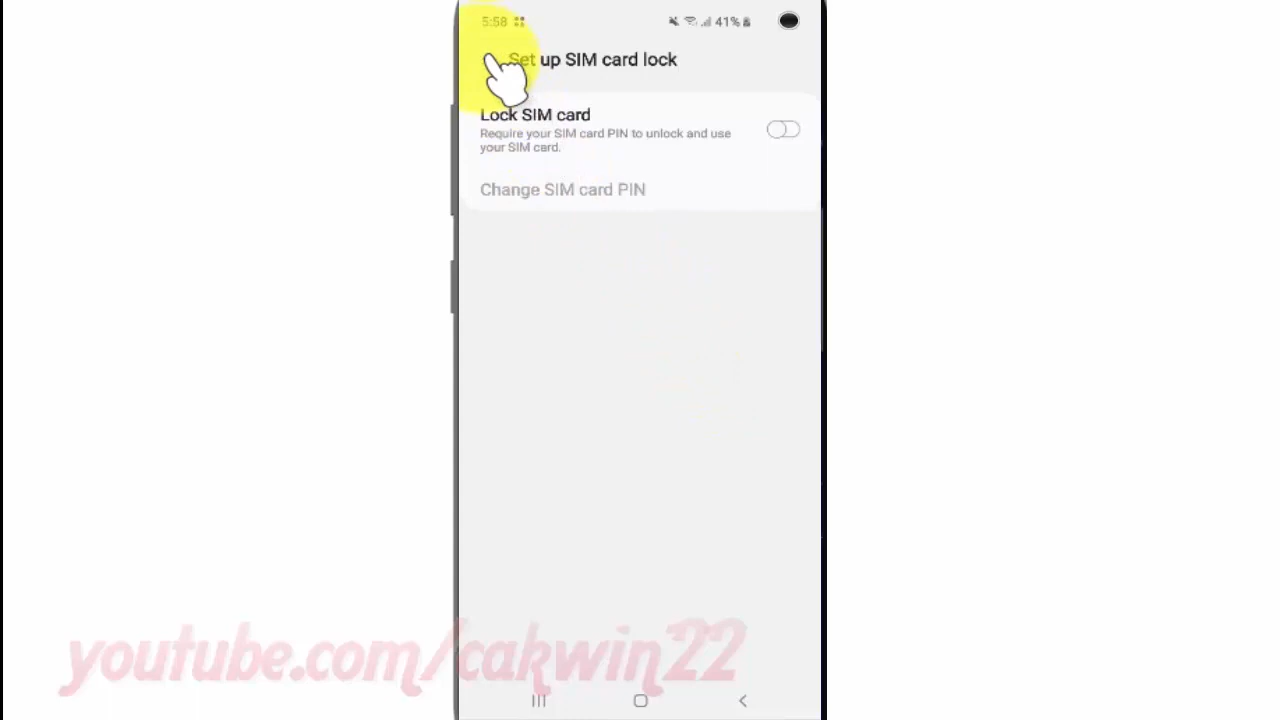 5:58
41%
Set up SIM card lock
Lock SIM card
Require your SIM card PIN to unlock and use
your SIM card.
Change SIM card PIN
youtube.com/cakwin22